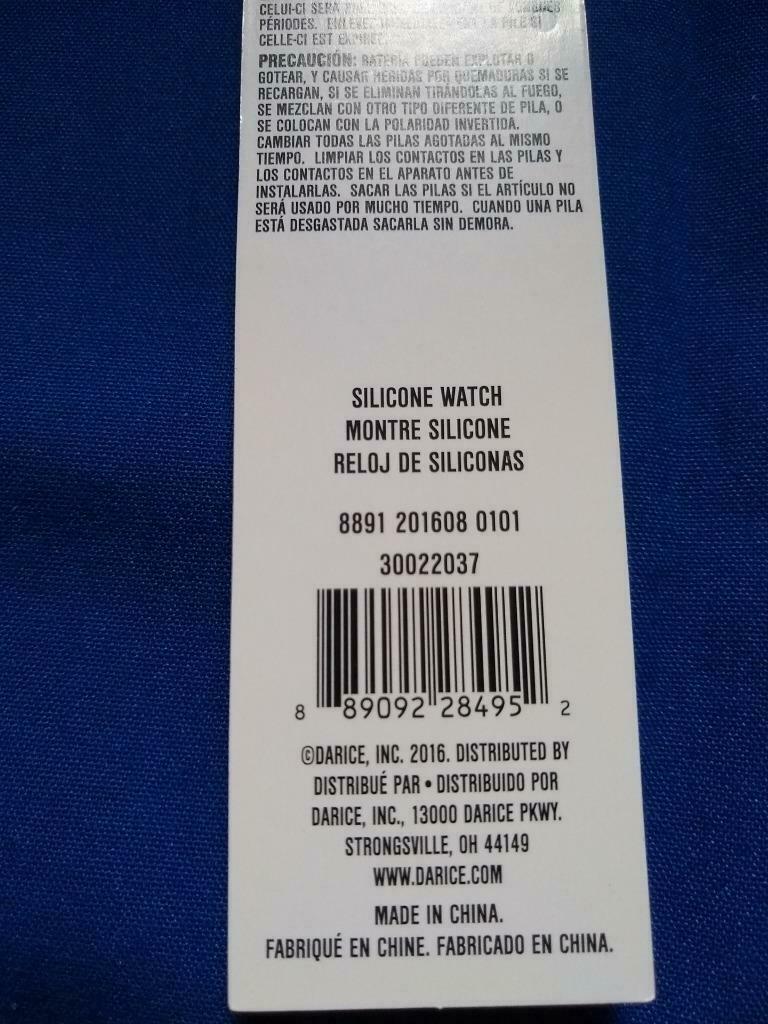 CELUI-CI SERA
PÉRIODES. ENLEVEZ IMMÉDIATEMENT LA PILE SI
CELLE-CI EST EXPIRÉE.
PRECAUCIÓN: BATERÍA PUEDEN EXPLOTAR O
GOTEAR, Y CAUSAR HERIDAS POR QUEMADURAS SI SE
RECARGAN, SI SE ELIMINAN TIRÁNDOLAS AL FUEGO,
SE MEZCLAN CON OTRO TIPO DIFERENTE DE PILA, O
SE COLOCAN CON LA POLARIDAD INVERTIDA.
CAMBIAR TODAS LAS PILAS AGOTADAS AL MISMO
TIEMPO. LIMPIAR LOS CONTACTOS EN LAS PILAS Y
LOS CONTACTOS EN EL APARATO ANTES DE
INSTALARLAS. SACAR LAS PILAS SI EL ARTÍCULO NO
SERÁ USADO POR MUCHO TIEMPO. CUANDO UNA PILA
ESTÁ DESGASTADA SACARLA SIN DEMORA.
SILICONE WATCH
MONTRE SILICONE
RELOJ DE SILICONAS
8891 201608 0101
30022037
8 89092 28495 2
©DARICE, INC. 2016. DISTRIBUTED BY
DISTRIBUÉ PAR • DISTRIBUIDO POR
DARICE, INC., 13000 DARICE PKWY.
STRONGSVILLE, OH 44149
WWW.DARICE.COM
MADE IN CHINA.
FABRIQUÉ EN CHINE. FABRICADO EN CHINA.